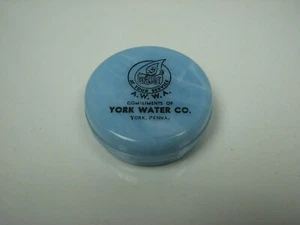 A.W.W.A.
COMPLIMENTS OF
YORK WATER CO.
YORK, PENNA.